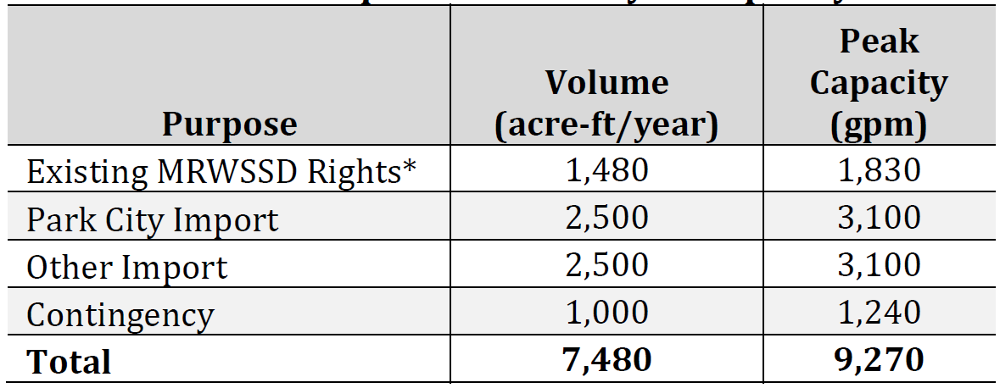 Purpose Volume (acre-ft/year) Peak Capacity (gpm)
Existing MRWSSD Rights* 1,480 1,830
Park City Import 2,500 3,100
Other Import 2,500 3,100
Contingency 1,000 1,240
Total 7,480 9,270